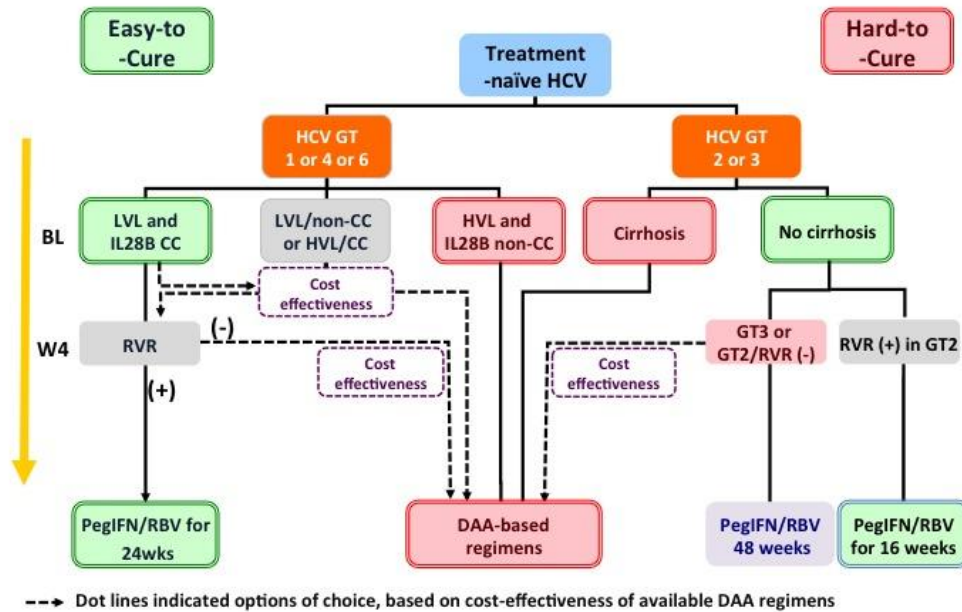 Easy-to
-Cure
Hard-to
-Cure
Treatment
-naïve HCV
HCV GT
1 or 4 or 6
HCV GT
2 or 3
BL
LVL and
IL28B CC
LVL/non-CC
or HVL/CC
HVL and
IL28B non-CC
Cirrhosis
No cirrhosis
Cost
effectiveness
W4
RVR
(-)
(+)
Cost
effectiveness
Cost
effectiveness
GT3 or
GT2/RVR (-)
RVR (+) in GT2
PegIFN/RBV for
24wks
DAA-based
regimens
PegIFN/RBV
48 weeks
PegIFN/RBV
for 16 weeks
Dot lines indicated options of choice, based on cost-effectiveness of available DAA regimens